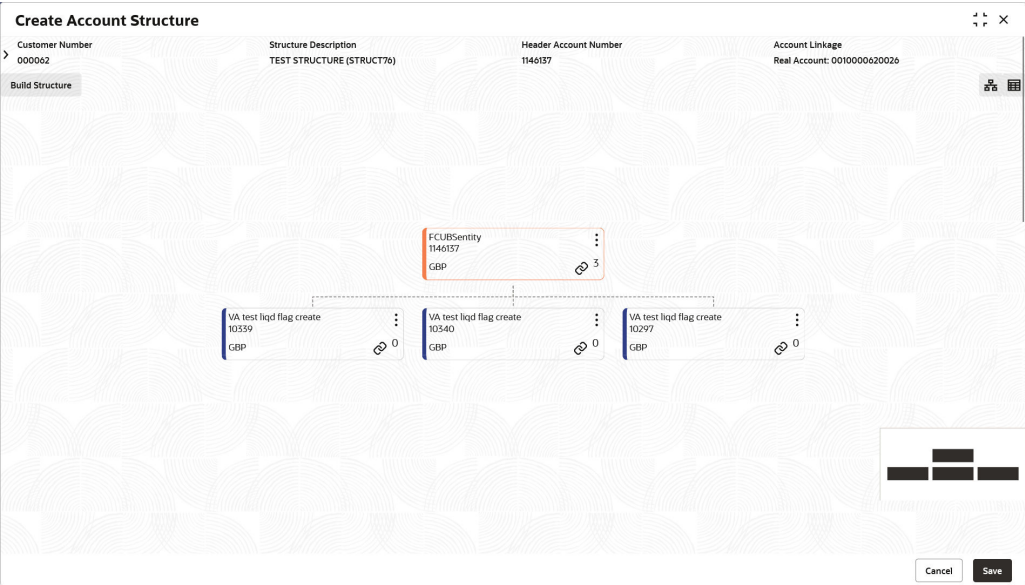 Create Account Structure
Customer Number
000062
Structure Description
TEST STRUCTURE (STRUCT76)
Header Account Number
1146137
Account Linkage
Real Account: 0010000620026
Build Structure
FCUBSentity
1146137
GBP
3
VA test liqd flag create
10339
GBP
0
VA test liqd flag create
10340
GBP
0
VA test liqd flag create
10297
GBP
0
Cancel
Save